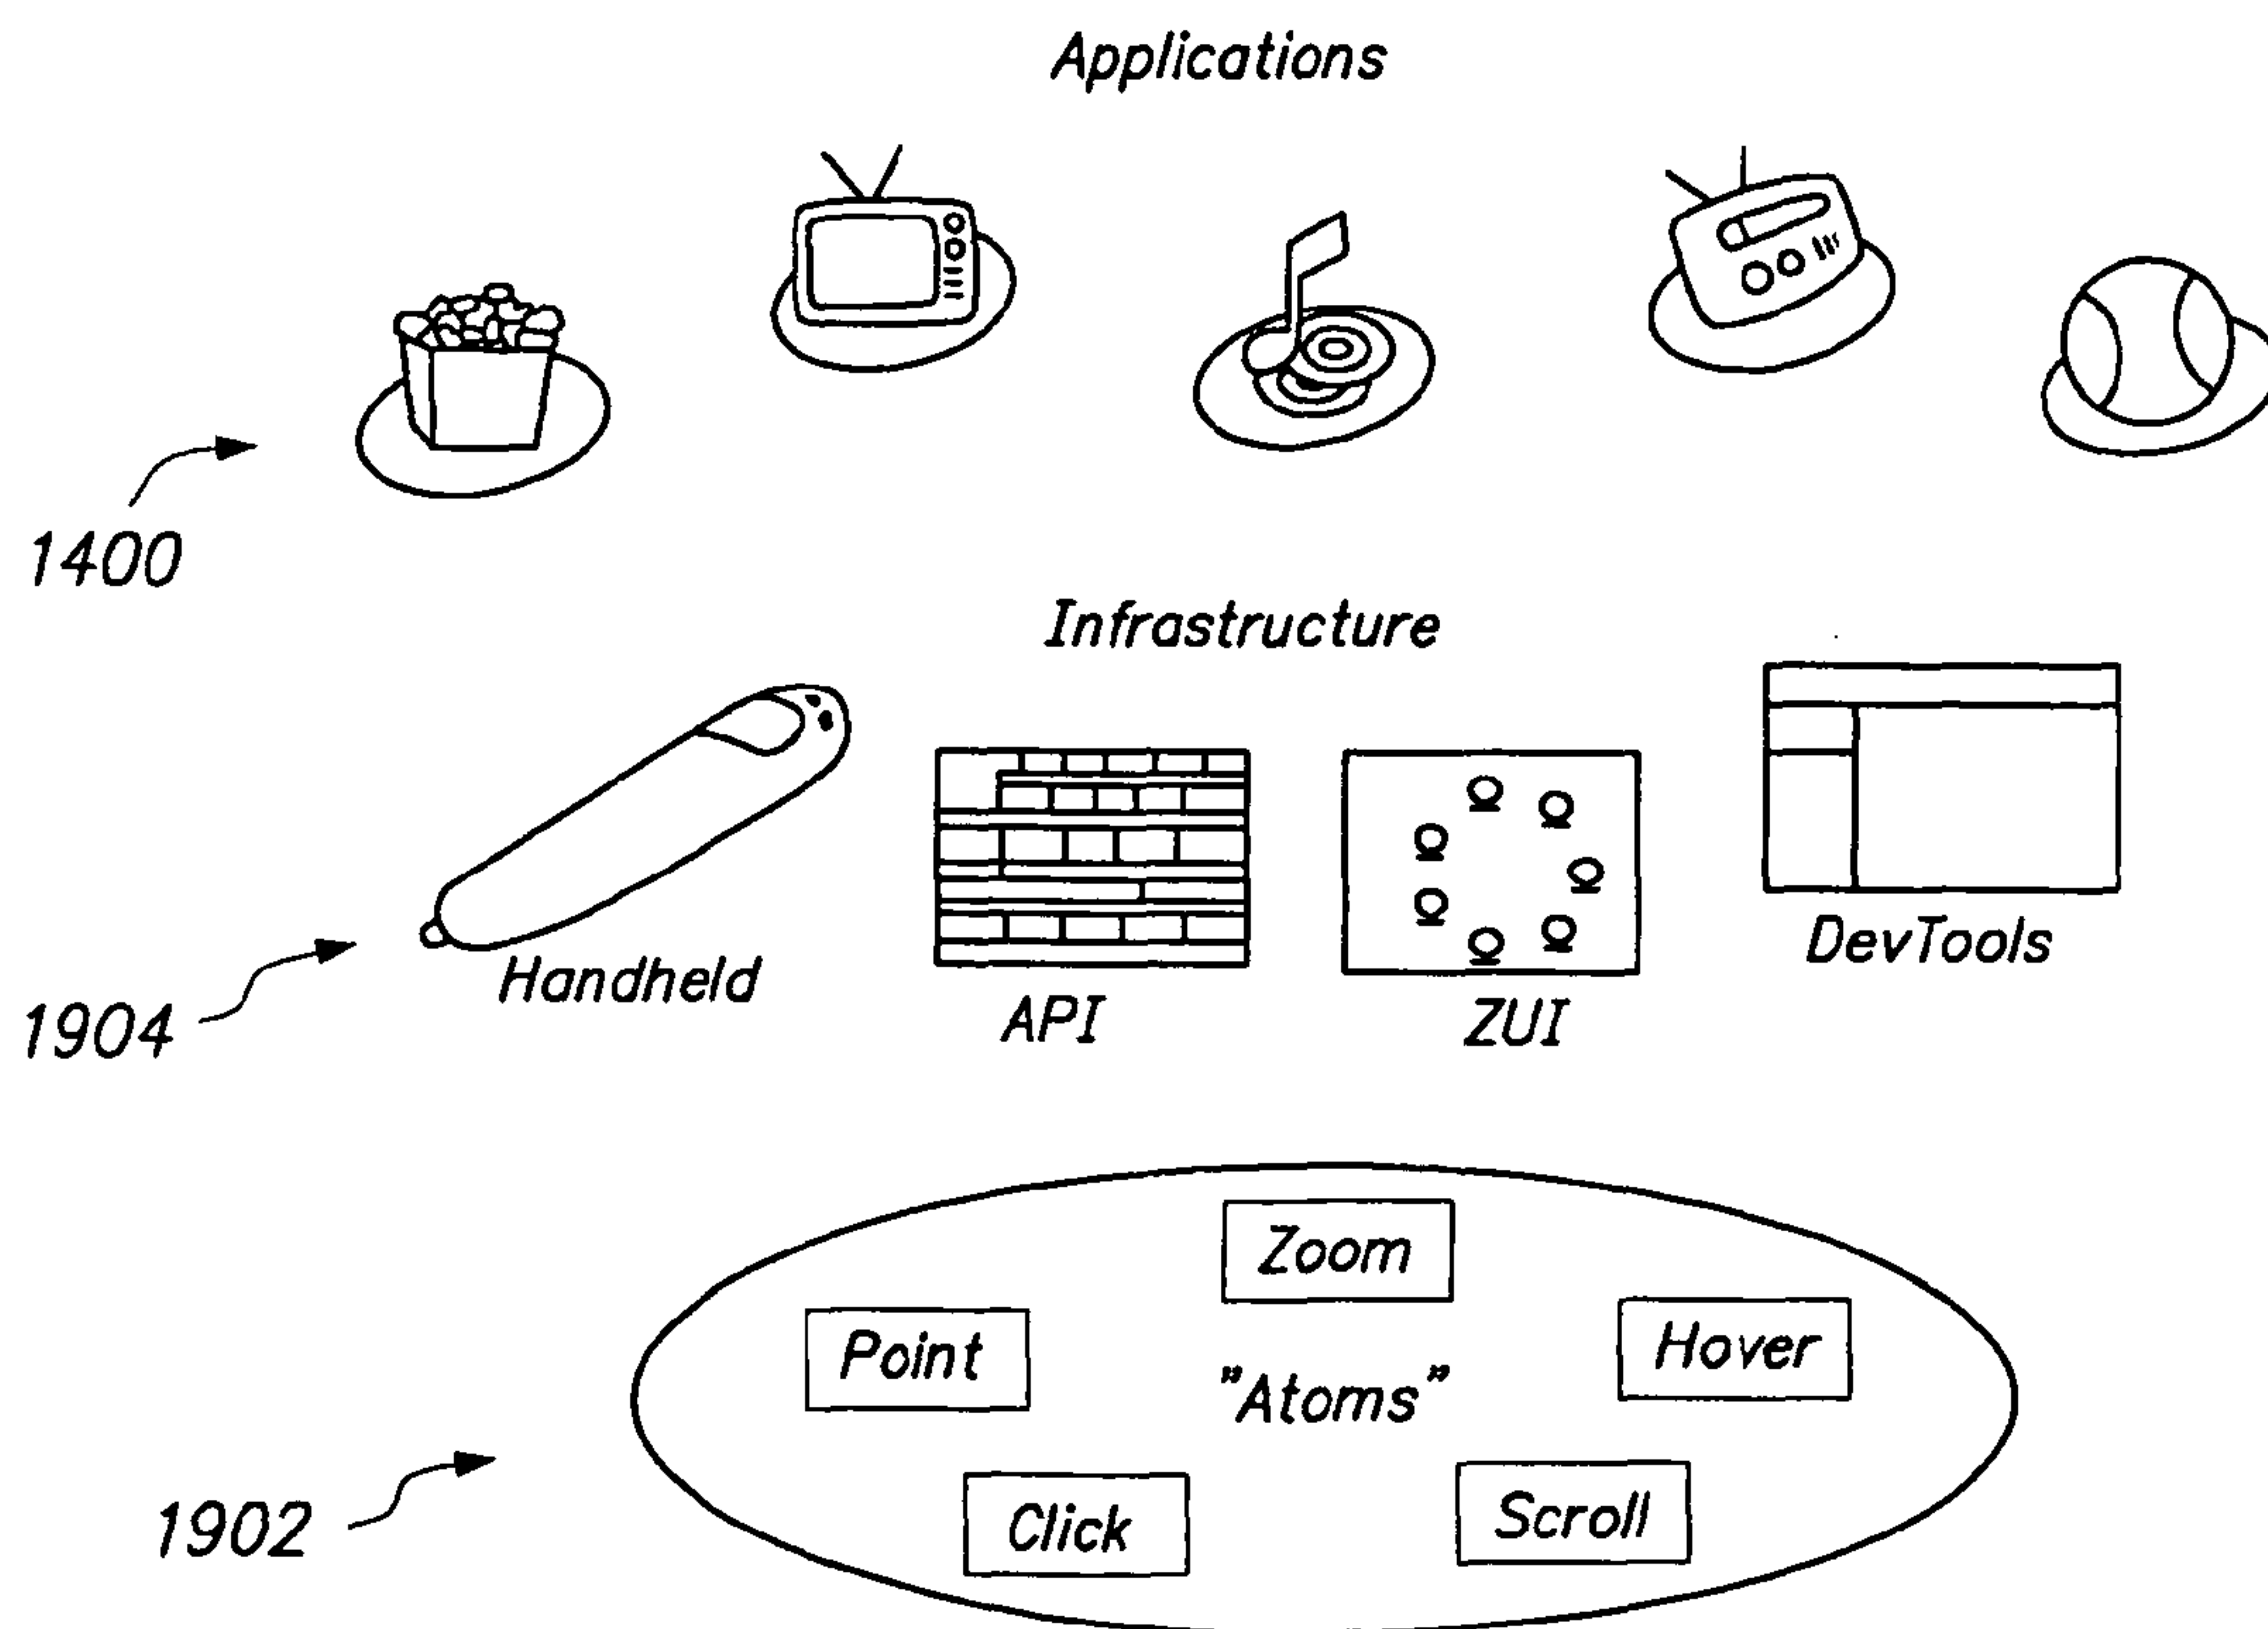 Applications
1400
Infrastructure
Handheld
API
ZUI
DevTools
1904
Zoom
Point
Hover
"Atoms"
Click
Scroll
1902